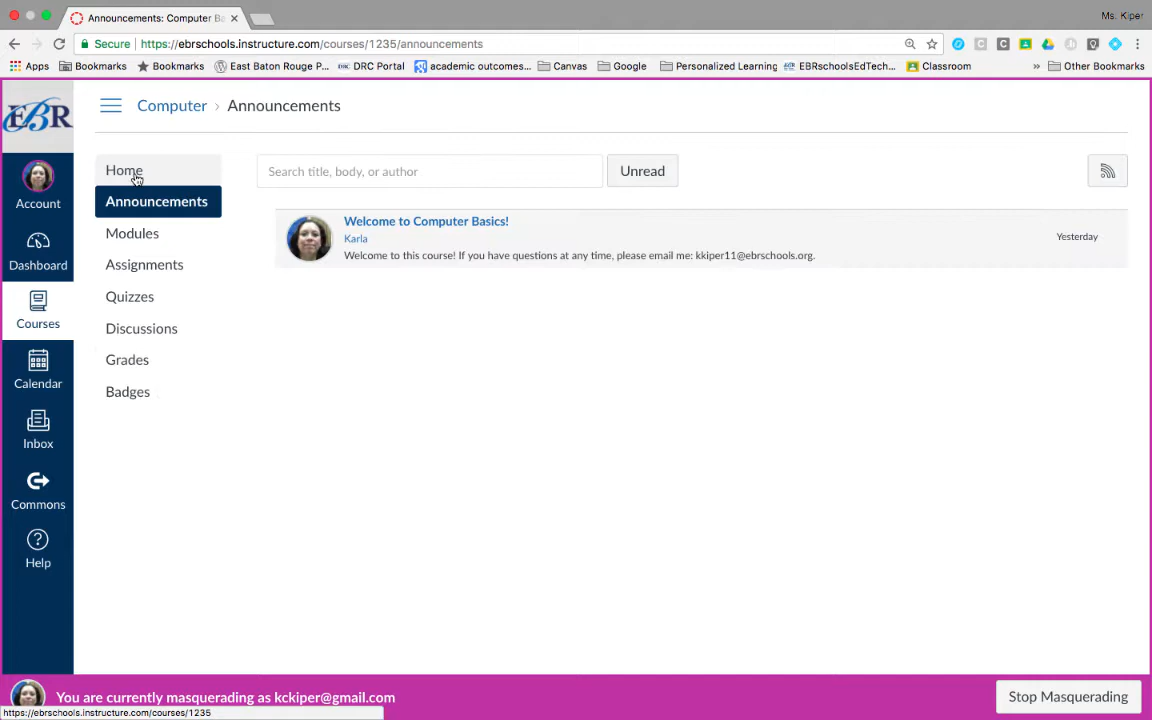 Announcements: Computer Ba
Ms. Kiper
Secure
https://ebrschools.instructure.com/courses/1235/announcements
Apps
Bookmarks
Bookmarks
East Baton Rouge P...
DRC Portal
academic outcomes...
Canvas
Google
Personalized Learning
EBRschoolsEdTech...
Classroom
»
Other Bookmarks
EBR
Computer › Announcements
Account
Dashboard
Courses
Calendar
Inbox
Commons
Help
Home
Announcements
Modules
Assignments
Quizzes
Discussions
Grades
Badges
Search title, body, or author
Unread
Welcome to Computer Basics!
Karla
Welcome to this course! If you have questions at any time, please email me: kkiper11@ebrschools.org.
Yesterday
You are currently masquerading as kckiper@gmail.com
Stop Masquerading
https://ebrschools.instructure.com/courses/1235